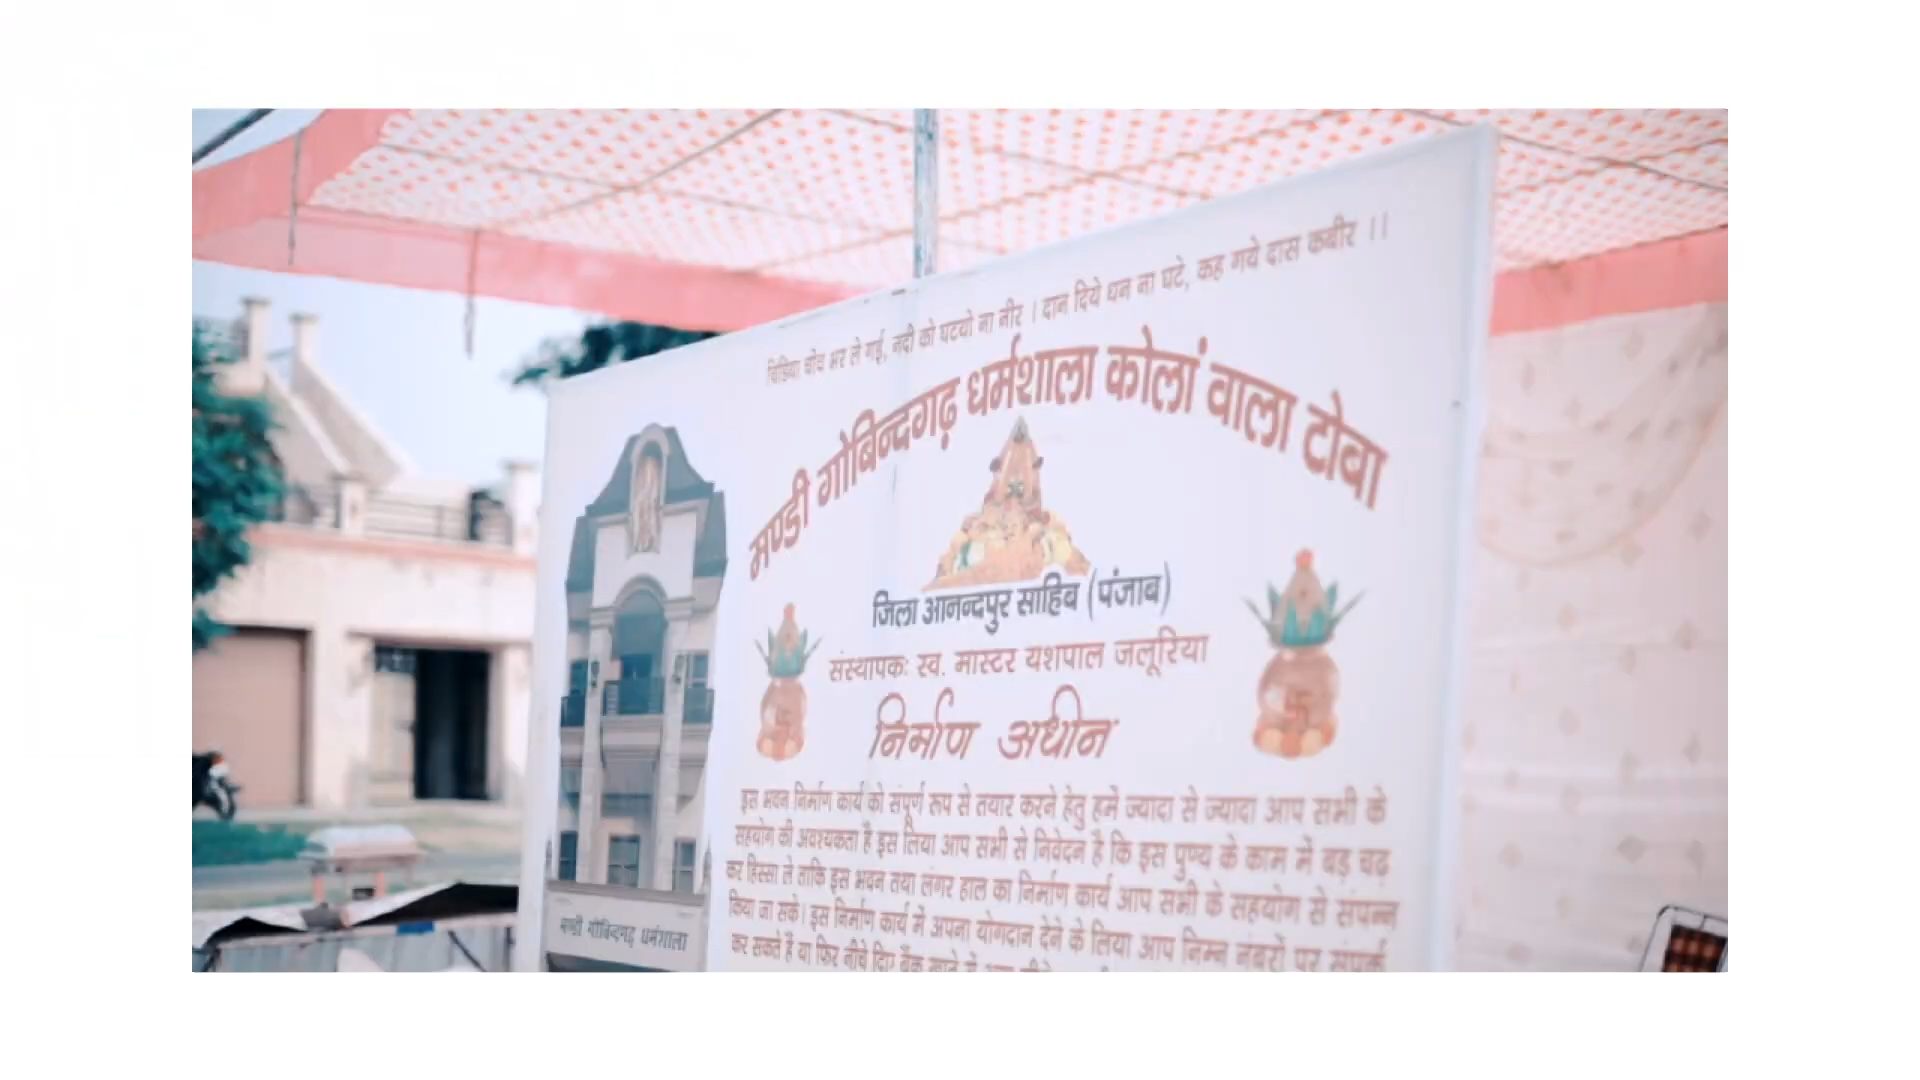 चिड़िया चोंच भर ले गई, नदी को घटयो ना नीर । दान दिये धन ना घटे, कह गये दास कबीर ।।
मण्डी गोबिन्दगढ़ धर्मशाला कोलां वाला टोबा
जिला आनन्दपुर साहिब (पंजाब)
संस्थापकः स्व. मास्टर यशपाल जलूरिया
निर्माण अधीन
इस भवन निर्माण कार्य को संपूर्ण रूप से तयार करने हेतु हमें ज्यादा से ज्यादा आप सभी के
सहयोग की अवश्यकता है इस लिया आप सभी से निवेदन है कि इस पुण्य के काम में बड़ चढ़
कर हिस्सा ले ताकि इस भवन तथा लंगर हाल का निर्माण कार्य आप सभी के सहयोग से संपन्न
किया जा सके। इस निर्माण कार्य में अपना योगदान देने के लिया आप निम्न नंबरों पर सपर्क
कर सकते है या फिर नीचे दिए बैंक खाते में
मण्डी गोबिन्दगढ़ धर्मशाला